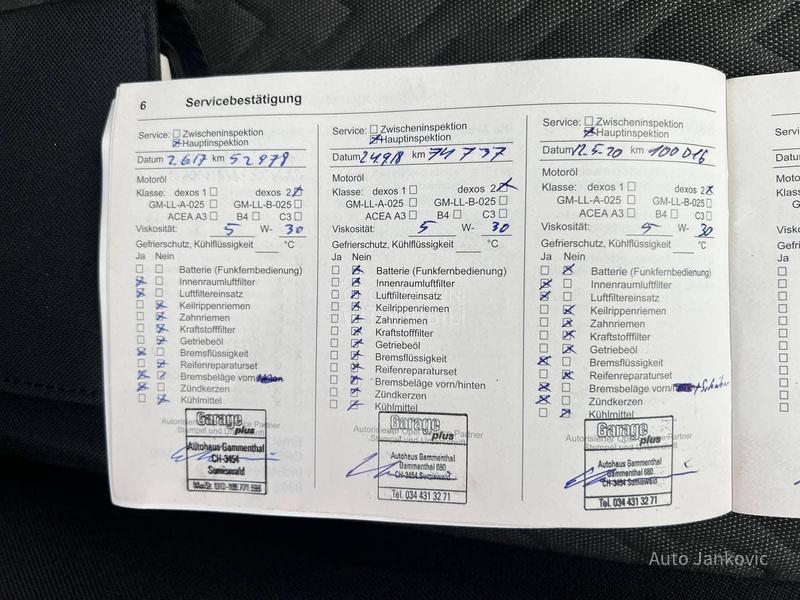 6 Servicebestätigung
Service: ☐ Zwischeninspektion
☒ Hauptinspektion
Datum 2.6.17 km 52 978
Motoröl
Klasse: dexos 1 ☐ dexos 2 ☒
GM-LL-A-025 ☐ GM-LL-B-025 ☐
ACEA A3 ☐ B4 ☐ C3 ☐
Viskosität: 5 W- 30
Gefrierschutz, Kühlflüssigkeit °C
Ja Nein
☐ ☐ Batterie (Funkfernbedienung)
☒ ☐ Innenraumluftfilter
☒ ☐ Luftfiltereinsatz
☐ ☒ Keilrippenriemen
☐ ☒ Zahnriemen
☐ ☒ Kraftstofffilter
☐ ☒ Getriebeöl
☒ ☐ Bremsflüssigkeit
☐ ☒ Reifenreparaturset
☒ ☒ Bremsbeläge vorn
☒ ☐ Zündkerzen
☐ ☒ Kühlmittel
Garage
plus
Autohaus Gammenthal
CH-3454
Sumiswald
Service: ☐ Zwischeninspektion
☒ Hauptinspektion
Datum 24918 km 74 737
Motoröl
Klasse: dexos 1 ☐ dexos 2 ☒
GM-LL-A-025 ☐ GM-LL-B-025 ☐
ACEA A3 ☐ B4 ☐ C3 ☐
Viskosität: 5 W- 30
Gefrierschutz, Kühlflüssigkeit °C
Ja Nein
☐ ☒ Batterie (Funkfernbedienung)
☐ ☒ Innenraumluftfilter
☐ ☒ Luftfiltereinsatz
☐ ☒ Keilrippenriemen
☐ ☒ Zahnriemen
☐ ☒ Kraftstofffilter
☐ ☒ Getriebeöl
☐ ☒ Bremsflüssigkeit
☐ ☒ Reifenreparaturset
☐ ☒ Bremsbeläge vorn/hinten
☐ ☒ Zündkerzen
☐ ☒ Kühlmittel
Garage
plus
Autohaus Gammenthal
Gammenthal 680
CH-3454 Sumiswald
Tel. 034 431 32 71
Service: ☐ Zwischeninspektion
☒ Hauptinspektion
Datum 12.5.20 km 100 016
Motoröl
Klasse: dexos 1 ☐ dexos 2 ☒
GM-LL-A-025 ☐ GM-LL-B-025 ☐
ACEA A3 ☐ B4 ☐ C3 ☐
Viskosität: 5 W- 30
Gefrierschutz, Kühlflüssigkeit °C
Ja Nein
☐ ☒ Batterie (Funkfernbedienung)
☒ ☐ Innenraumluftfilter
☒ ☐ Luftfiltereinsatz
☐ ☒ Keilrippenriemen
☐ ☒ Zahnriemen
☐ ☒ Kraftstofffilter
☐ ☒ Getriebeöl
☒ ☐ Bremsflüssigkeit
☐ ☒ Reifenreparaturset
☒ ☐ Bremsbeläge vorn/
☒ ☐ Zündkerzen
☐ ☒ Kühlmittel
Garage
plus
Autohaus Gammenthal
Gammenthal 680
CH-3454 Sumiswald
Tel. 034 431 32 71
Auto Jankovic